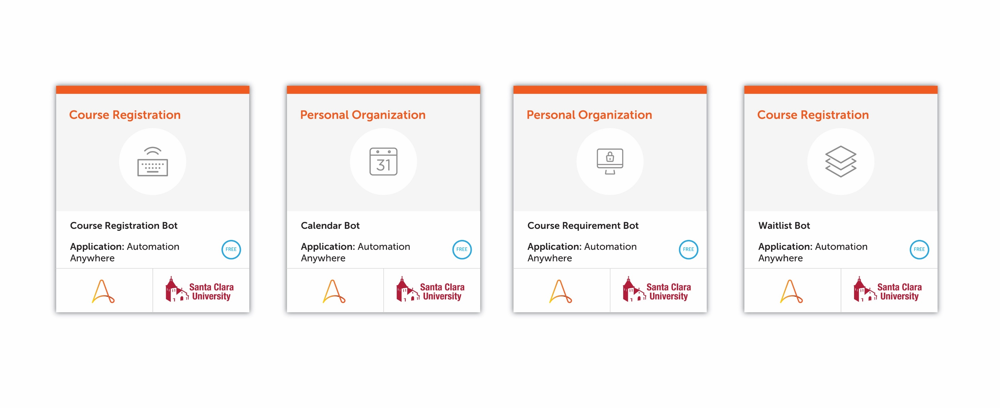 Course Registration
Course Registration Bot
Application: Automation
Anywhere
FREE
Santa Clara
University
Personal Organization
31
Calendar Bot
Application: Automation
Anywhere
FREE
Santa Clara
University
Personal Organization
Course Requirement Bot
Application: Automation
Anywhere
FREE
Santa Clara
University
Course Registration
Waitlist Bot
Application: Automation
Anywhere
FREE
Santa Clara
University